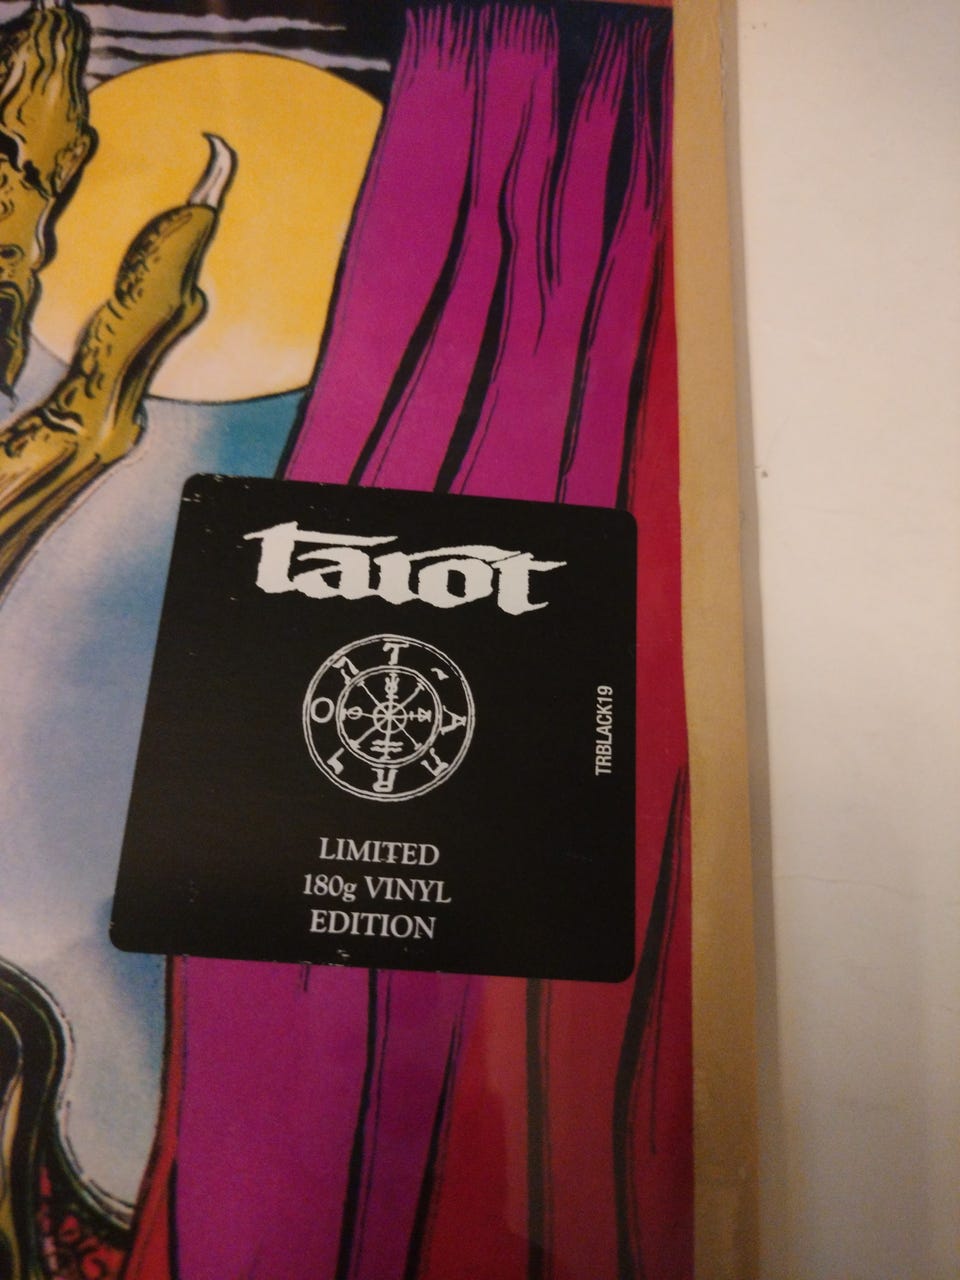 tarot
T A R O
LIMITED
180g VINYL
EDITION
TRBLACK19